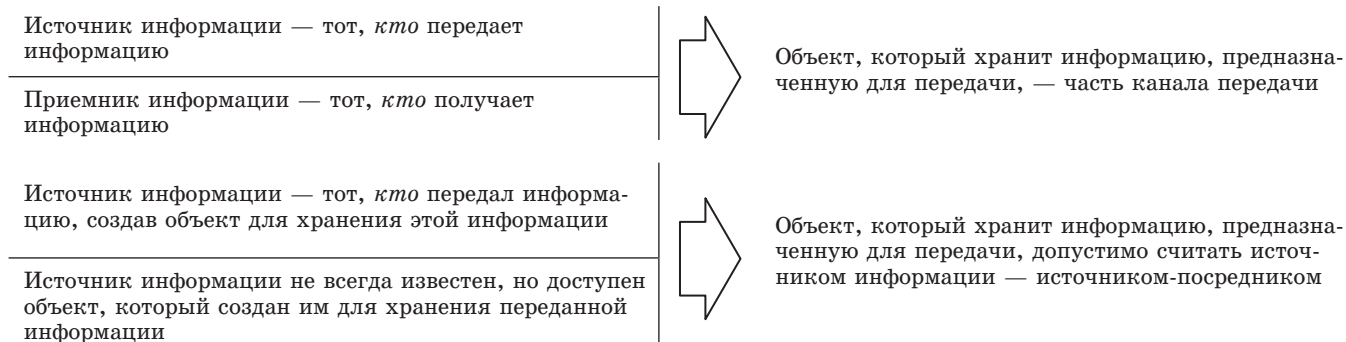 Источник информации — тот, кто передает
информацию
Приемник информации — тот, кто получает
информацию
Объект, который хранит информацию, предназна-
ченную для передачи, — часть канала передачи
Источник информации — тот, кто передал информа-
цию, создав объект для хранения этой информации
Источник информации не всегда известен, но доступен
объект, который создан им для хранения переданной
информации
Объект, который хранит информацию, предназна-
ченную для передачи, допустимо считать источ-
ником информации — источником-посредником